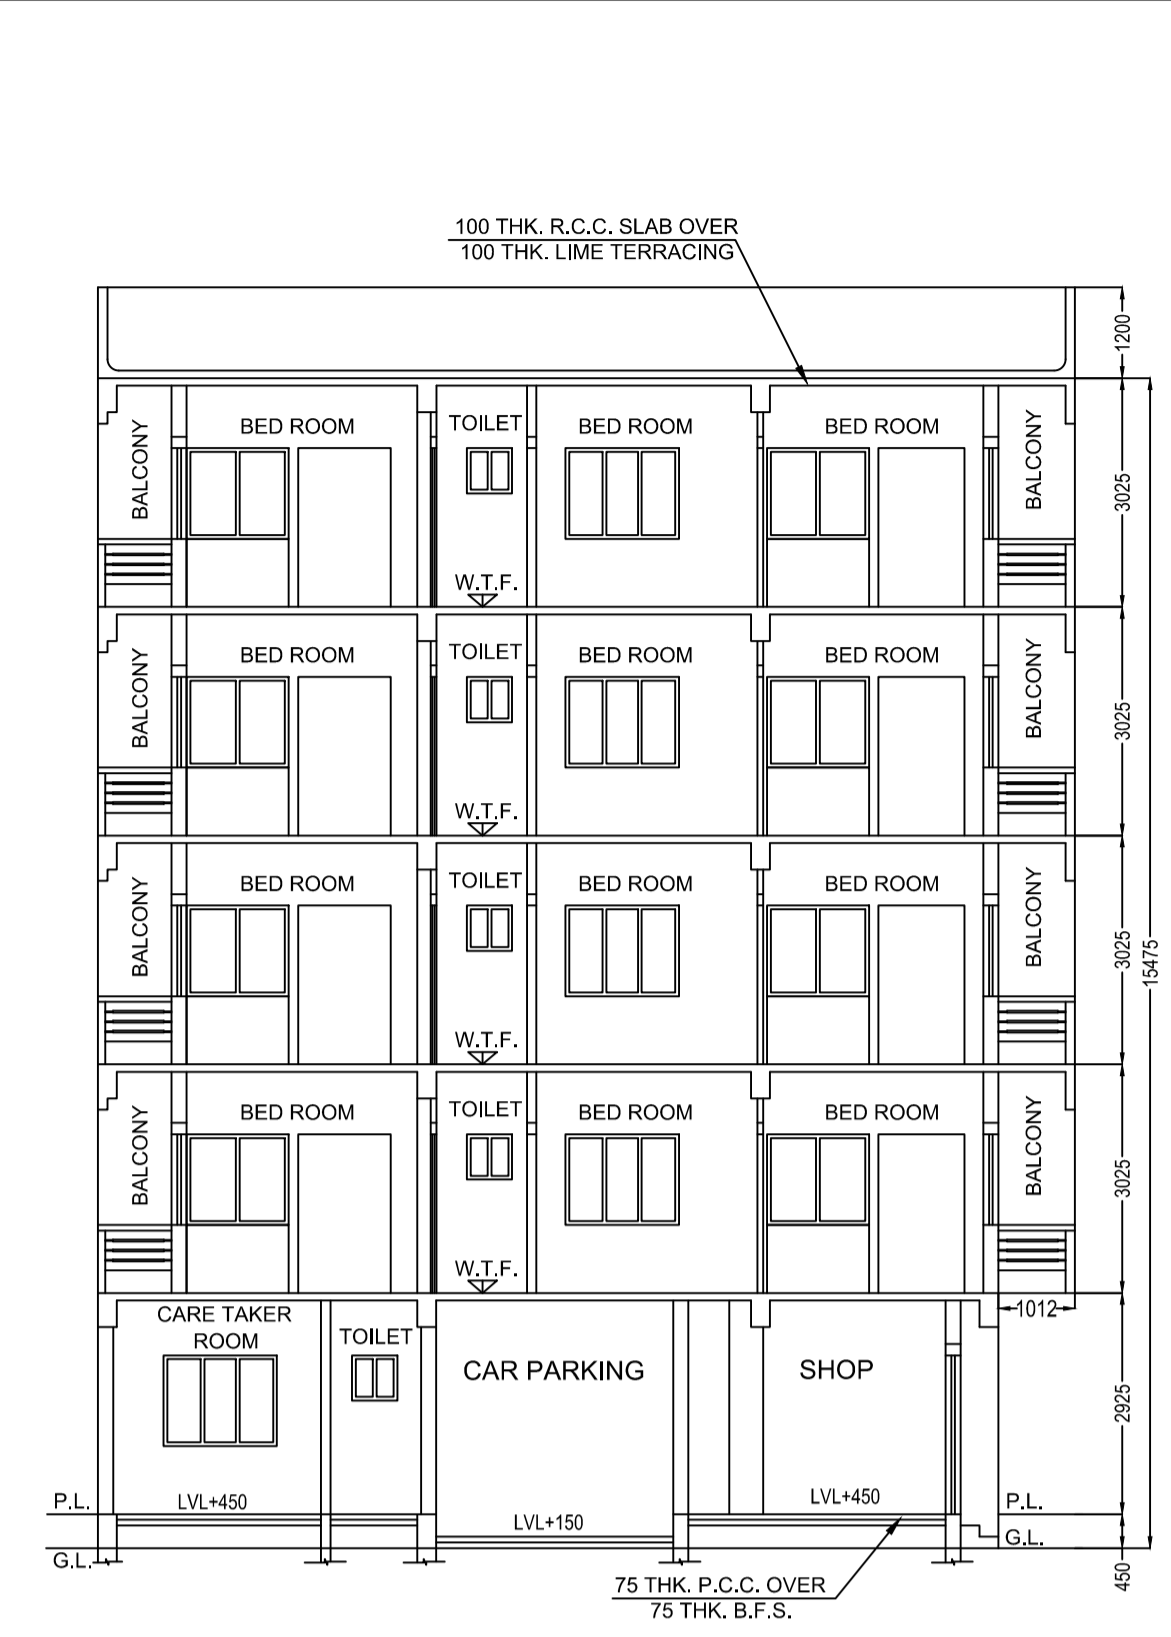 100 THK. R.C.C. SLAB OVER
100 THK. LIME TERRACING
1200
BALCONY
BED ROOM
TOILET
BED ROOM
BED ROOM
BALCONY
3025
W.T.F.
BALCONY
BED ROOM
TOILET
BED ROOM
BED ROOM
BALCONY
3025
W.T.F.
BALCONY
BED ROOM
TOILET
BED ROOM
BED ROOM
BALCONY
3025
15475
W.T.F.
BALCONY
BED ROOM
TOILET
BED ROOM
BED ROOM
BALCONY
3025
W.T.F.
1012
CARE TAKER
ROOM
TOILET
CAR PARKING
SHOP
2925
P.L.
LVL+450
LVL+150
LVL+450
P.L.
G.L.
G.L.
450
75 THK. P.C.C. OVER
75 THK. B.F.S.